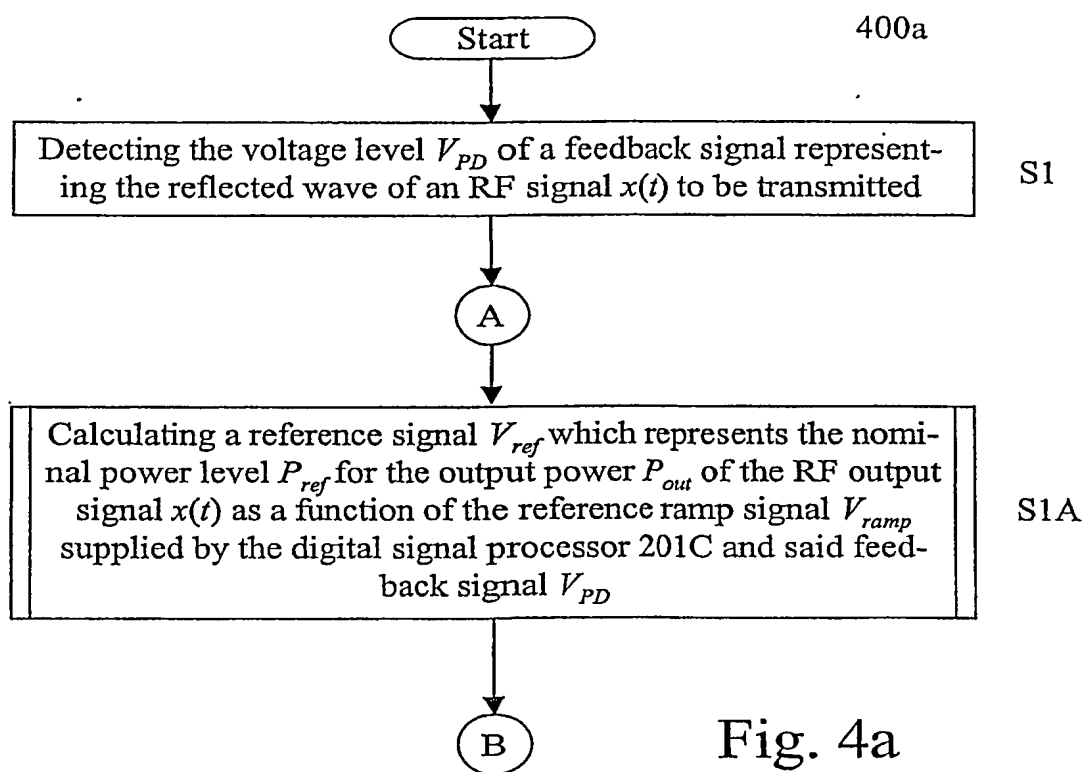 Start
400a
Detecting the voltage level V_PD of a feedback signal represent-
ing the reflected wave of an RF signal x(t) to be transmitted
S1
A
Calculating a reference signal V_ref which represents the nomi-
nal power level P_ref for the output power P_out of the RF output
signal x(t) as a function of the reference ramp signal V_ramp
supplied by the digital signal processor 201C and said feed-
back signal V_PD
S1A
B
Fig. 4a